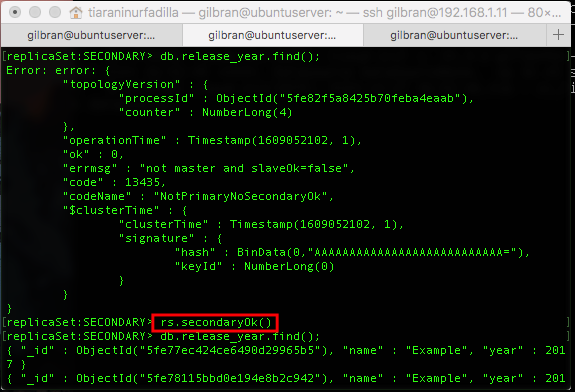 tiaraninurfadilla — gilbran@ubuntuserver: ~ — ssh gilbran@192.168.1.11 — 80×...
gilbran@ubuntuserver:... gilbran@ubuntuserver:... gilbran@ubuntuserver:... +
[replicaSet:SECONDARY> db.release_year.find(); ]
Error: error: {
"topologyVersion" : {
"processId" : ObjectId("5fe82f5a8425b70feba4eaab"),
"counter" : NumberLong(4)
},
"operationTime" : Timestamp(1609052102, 1),
"ok" : 0,
"errmsg" : "not master and slaveOk=false",
"code" : 13435,
"codeName" : "NotPrimaryNoSecondaryOk",
"$clusterTime" : {
"clusterTime" : Timestamp(1609052102, 1),
"signature" : {
"hash" : BinData(0,"AAAAAAAAAAAAAAAAAAAAAAAAAAA="),
"keyId" : NumberLong(0)
}
}
}
[replicaSet:SECONDARY> rs.secondaryOk() ]
[replicaSet:SECONDARY> db.release_year.find(); ]
{ "_id" : ObjectId("5fe77ec424ce6490d29965b5"), "name" : "Example", "year" : 201
7 }
{ "_id" : ObjectId("5fe78115bbd0e194e8b2c942"), "name" : "Example", "year" : 201